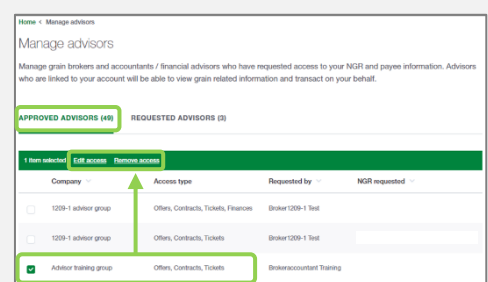 Home < Manage advisors
Manage advisors
Manage grain brokers and accountants / financial advisors who have requested access to your NGR and payee information. Advisors
who are linked to your account will be able to view grain related information and transact on your behalf.
APPROVED ADVISORS (49) REQUESTED ADVISORS (3)
1 item selected Edit access Remove access
Company Access type Requested by NGR requested
1209-1 advisor group Offers, Contracts, Tickets, Finances Broker1209-1 Test
1209-1 advisor group Offers, Contracts, Tickets Broker1209-1 Test
Advisor training group Offers, Contracts, Tickets Brokeraccountant Training